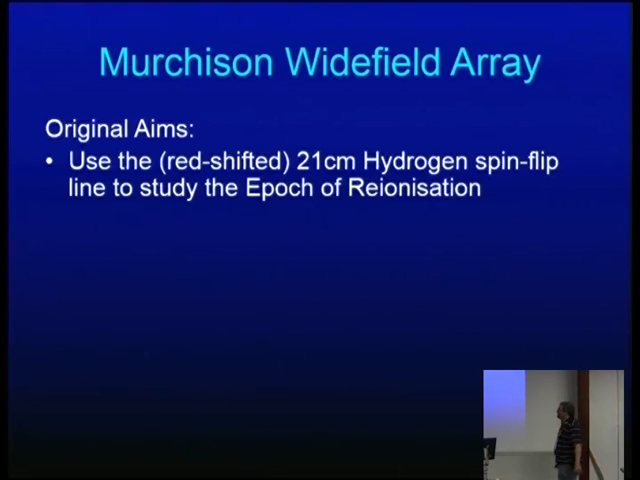 Murchison Widefield Array
Original Aims:
• Use the (red-shifted) 21cm Hydrogen spin-flip
line to study the Epoch of Reionisation